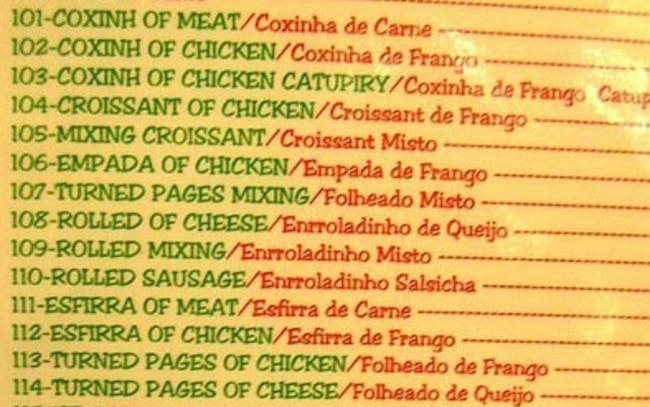 101-COXINH OF MEAT/Coxinha de Carne
102-COXINH OF CHICKEN/Coxinha de Frango
103-COXINH OF CHICKEN CATUPIRY/Coxinha de Frango Catup
104-CROISSANT OF CHICKEN/Croissant de Frango
105-MIXING CROISSANT/Croissant Misto
106-EMPADA OF CHICKEN/Empada de Frango
107-TURNED PAGES MIXING/Folheado Misto
108-ROLLED OF CHEESE/Enrroladinho de Queijo
109-ROLLED MIXING/Enrroladinho Misto
110-ROLLED SAUSAGE/Enrroladinho Salsicha
111-ESFIRRA OF MEAT/Esfirra de Carne
112-ESFIRRA OF CHICKEN/Esfirra de Frango
113-TURNED PAGES OF CHICKEN/Folheado de Frango
114-TURNED PAGES OF CHEESE/Folheado de Queijo